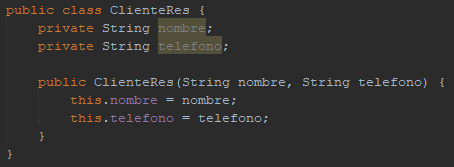 public class ClienteRes {
    private String nombre;
    private String telefono;
    public ClienteRes(String nombre, String telefono) {
        this.nombre = nombre;
        this.telefono = telefono;
    }
}